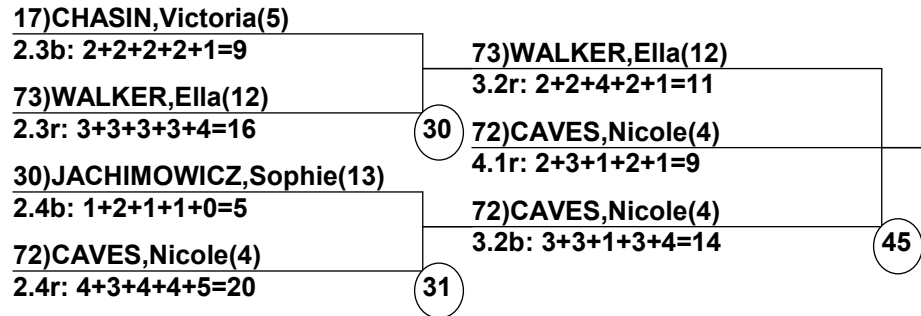 17)CHASIN,Victoria(5)
2.3b: 2+2+2+2+1=9
73)WALKER,Ella(12)
2.3r: 3+3+3+3+4=16
30
30)JACHIMOWICZ,Sophie(13)
2.4b: 1+2+1+1+0=5
72)CAVES,Nicole(4)
2.4r: 4+3+4+4+5=20
31
73)WALKER,Ella(12)
3.2r: 2+2+4+2+1=11
72)CAVES,Nicole(4)
4.1r: 2+3+1+2+1=9
72)CAVES,Nicole(4)
3.2b: 3+3+1+3+4=14
45